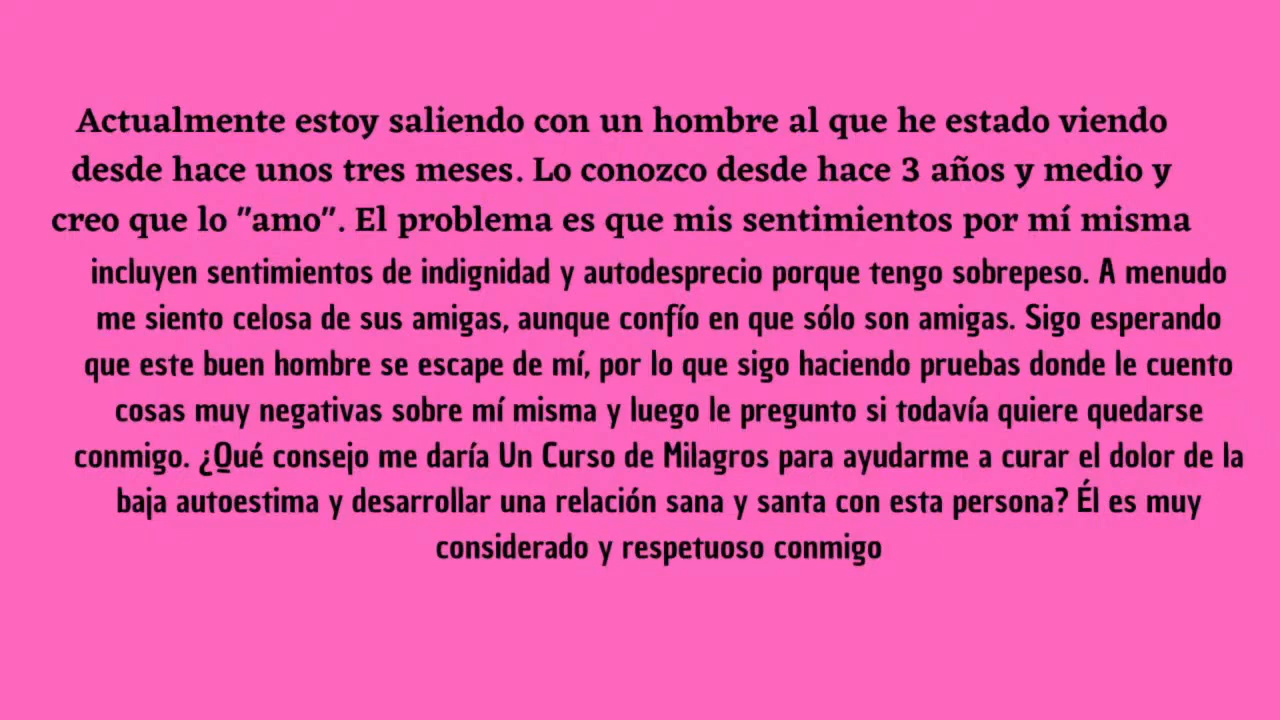 Actualmente estoy saliendo con un hombre al que he estado viendo
desde hace unos tres meses. Lo conozco desde hace 3 años y medio y
creo que lo "amo". El problema es que mis sentimientos por mí misma
incluyen sentimientos de indignidad y autodesprecio porque tengo sobrepeso. A menudo
me siento celosa de sus amigas, aunque confío en que sólo son amigas. Sigo esperando
que este buen hombre se escape de mí, por lo que sigo haciendo pruebas donde le cuento
cosas muy negativas sobre mí misma y luego le pregunto si todavía quiere quedarse
conmigo. ¿Qué consejo me daría Un Curso de Milagros para ayudarme a curar el dolor de la
baja autoestima y desarrollar una relación sana y santa con esta persona? Él es muy
considerado y respetuoso conmigo